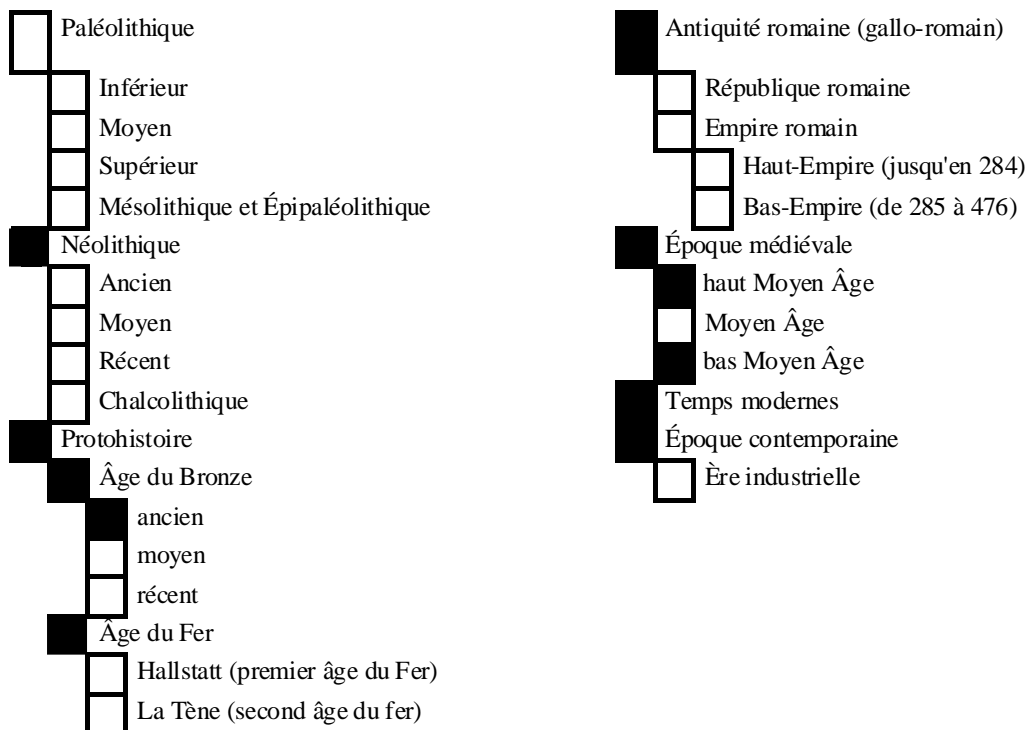 Paléolithique
Inférieur
Moyen
Supérieur
Mésolithique et Épipaléolithique
Néolithique
Ancien
Moyen
Récent
Chalcolithique
Protohistoire
Âge du Bronze
ancien
moyen
récent
Âge du Fer
Hallstatt (premier âge du Fer)
La Tène (second âge du fer)
Antiquité romaine (gallo-romain)
République romaine
Empire romain
Haut-Empire (jusqu'en 284)
Bas-Empire (de 285 à 476)
Époque médiévale
haut Moyen Âge
Moyen Âge
bas Moyen Âge
Temps modernes
Époque contemporaine
Ère industrielle